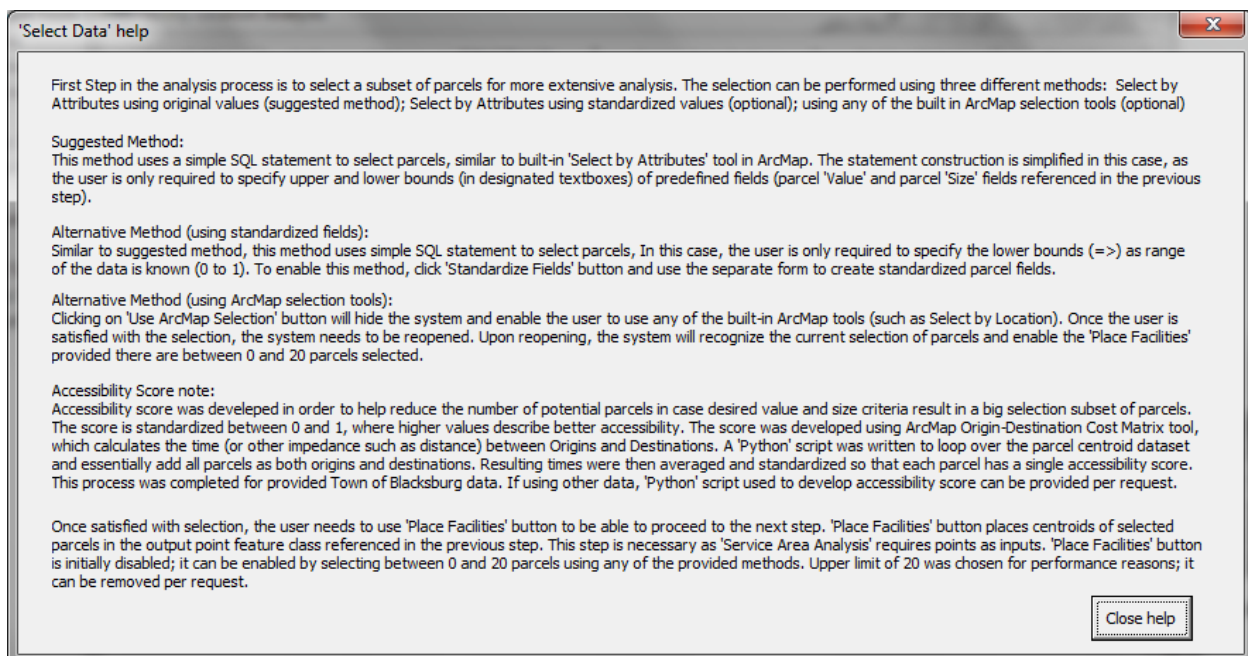 'Select Data' help
First Step in the analysis process is to select a subset of parcels for more extensive analysis. The selection can be performed using three different methods:  Select by
Attributes using original values (suggested method); Select by Attributes using standardized values (optional); using any of the built in ArcMap selection tools (optional)
Suggested Method:
This method uses a simple SQL statement to select parcels, similar to built-in 'Select by Attributes' tool in ArcMap. The statement construction is simplified in this case, as
the user is only required to specify upper and lower bounds (in designated textboxes) of predefined fields (parcel 'Value' and parcel 'Size' fields referenced in the previous
step).
Alternative Method (using standardized fields):
Similar to suggested method, this method uses simple SQL statement to select parcels, In this case, the user is only required to specify the lower bounds (=>) as range
of the data is known (0 to 1). To enable this method, click 'Standardize Fields' button and use the separate form to create standardized parcel fields.
Alternative Method (using ArcMap selection tools):
Clicking on 'Use ArcMap Selection' button will hide the system and enable the user to use any of the built-in ArcMap tools (such as Select by Location). Once the user is
satisfied with the selection, the system needs to be reopened. Upon reopening, the system will recognize the current selection of parcels and enable the 'Place Facilities'
provided there are between 0 and 20 parcels selected.
Accessibility Score note:
Accessibility score was develeped in order to help reduce the number of potential parcels in case desired value and size criteria result in a big selection subset of parcels.
The score is standardized between 0 and 1, where higher values describe better accessibility. The score was developed using ArcMap Origin-Destination Cost Matrix tool,
which calculates the time (or other impedance such as distance) between Origins and Destinations. A 'Python' script was written to loop over the parcel centroid dataset
and essentially add all parcels as both origins and destinations. Resulting times were then averaged and standardized so that each parcel has a single accessibility score.
This process was completed for provided Town of Blacksburg data. If using other data, 'Python' script used to develop accessibility score can be provided per request.
Once satisfied with selection, the user needs to use 'Place Facilities' button to be able to proceed to the next step. 'Place Facilities' button places centroids of selected
parcels in the output point feature class referenced in the previous step. This step is necessary as 'Service Area Analysis' requires points as inputs. 'Place Facilities' button
is initially disabled; it can be enabled by selecting between 0 and 20 parcels using any of the provided methods. Upper limit of 20 was chosen for performance reasons; it
can be removed per request.
Close help